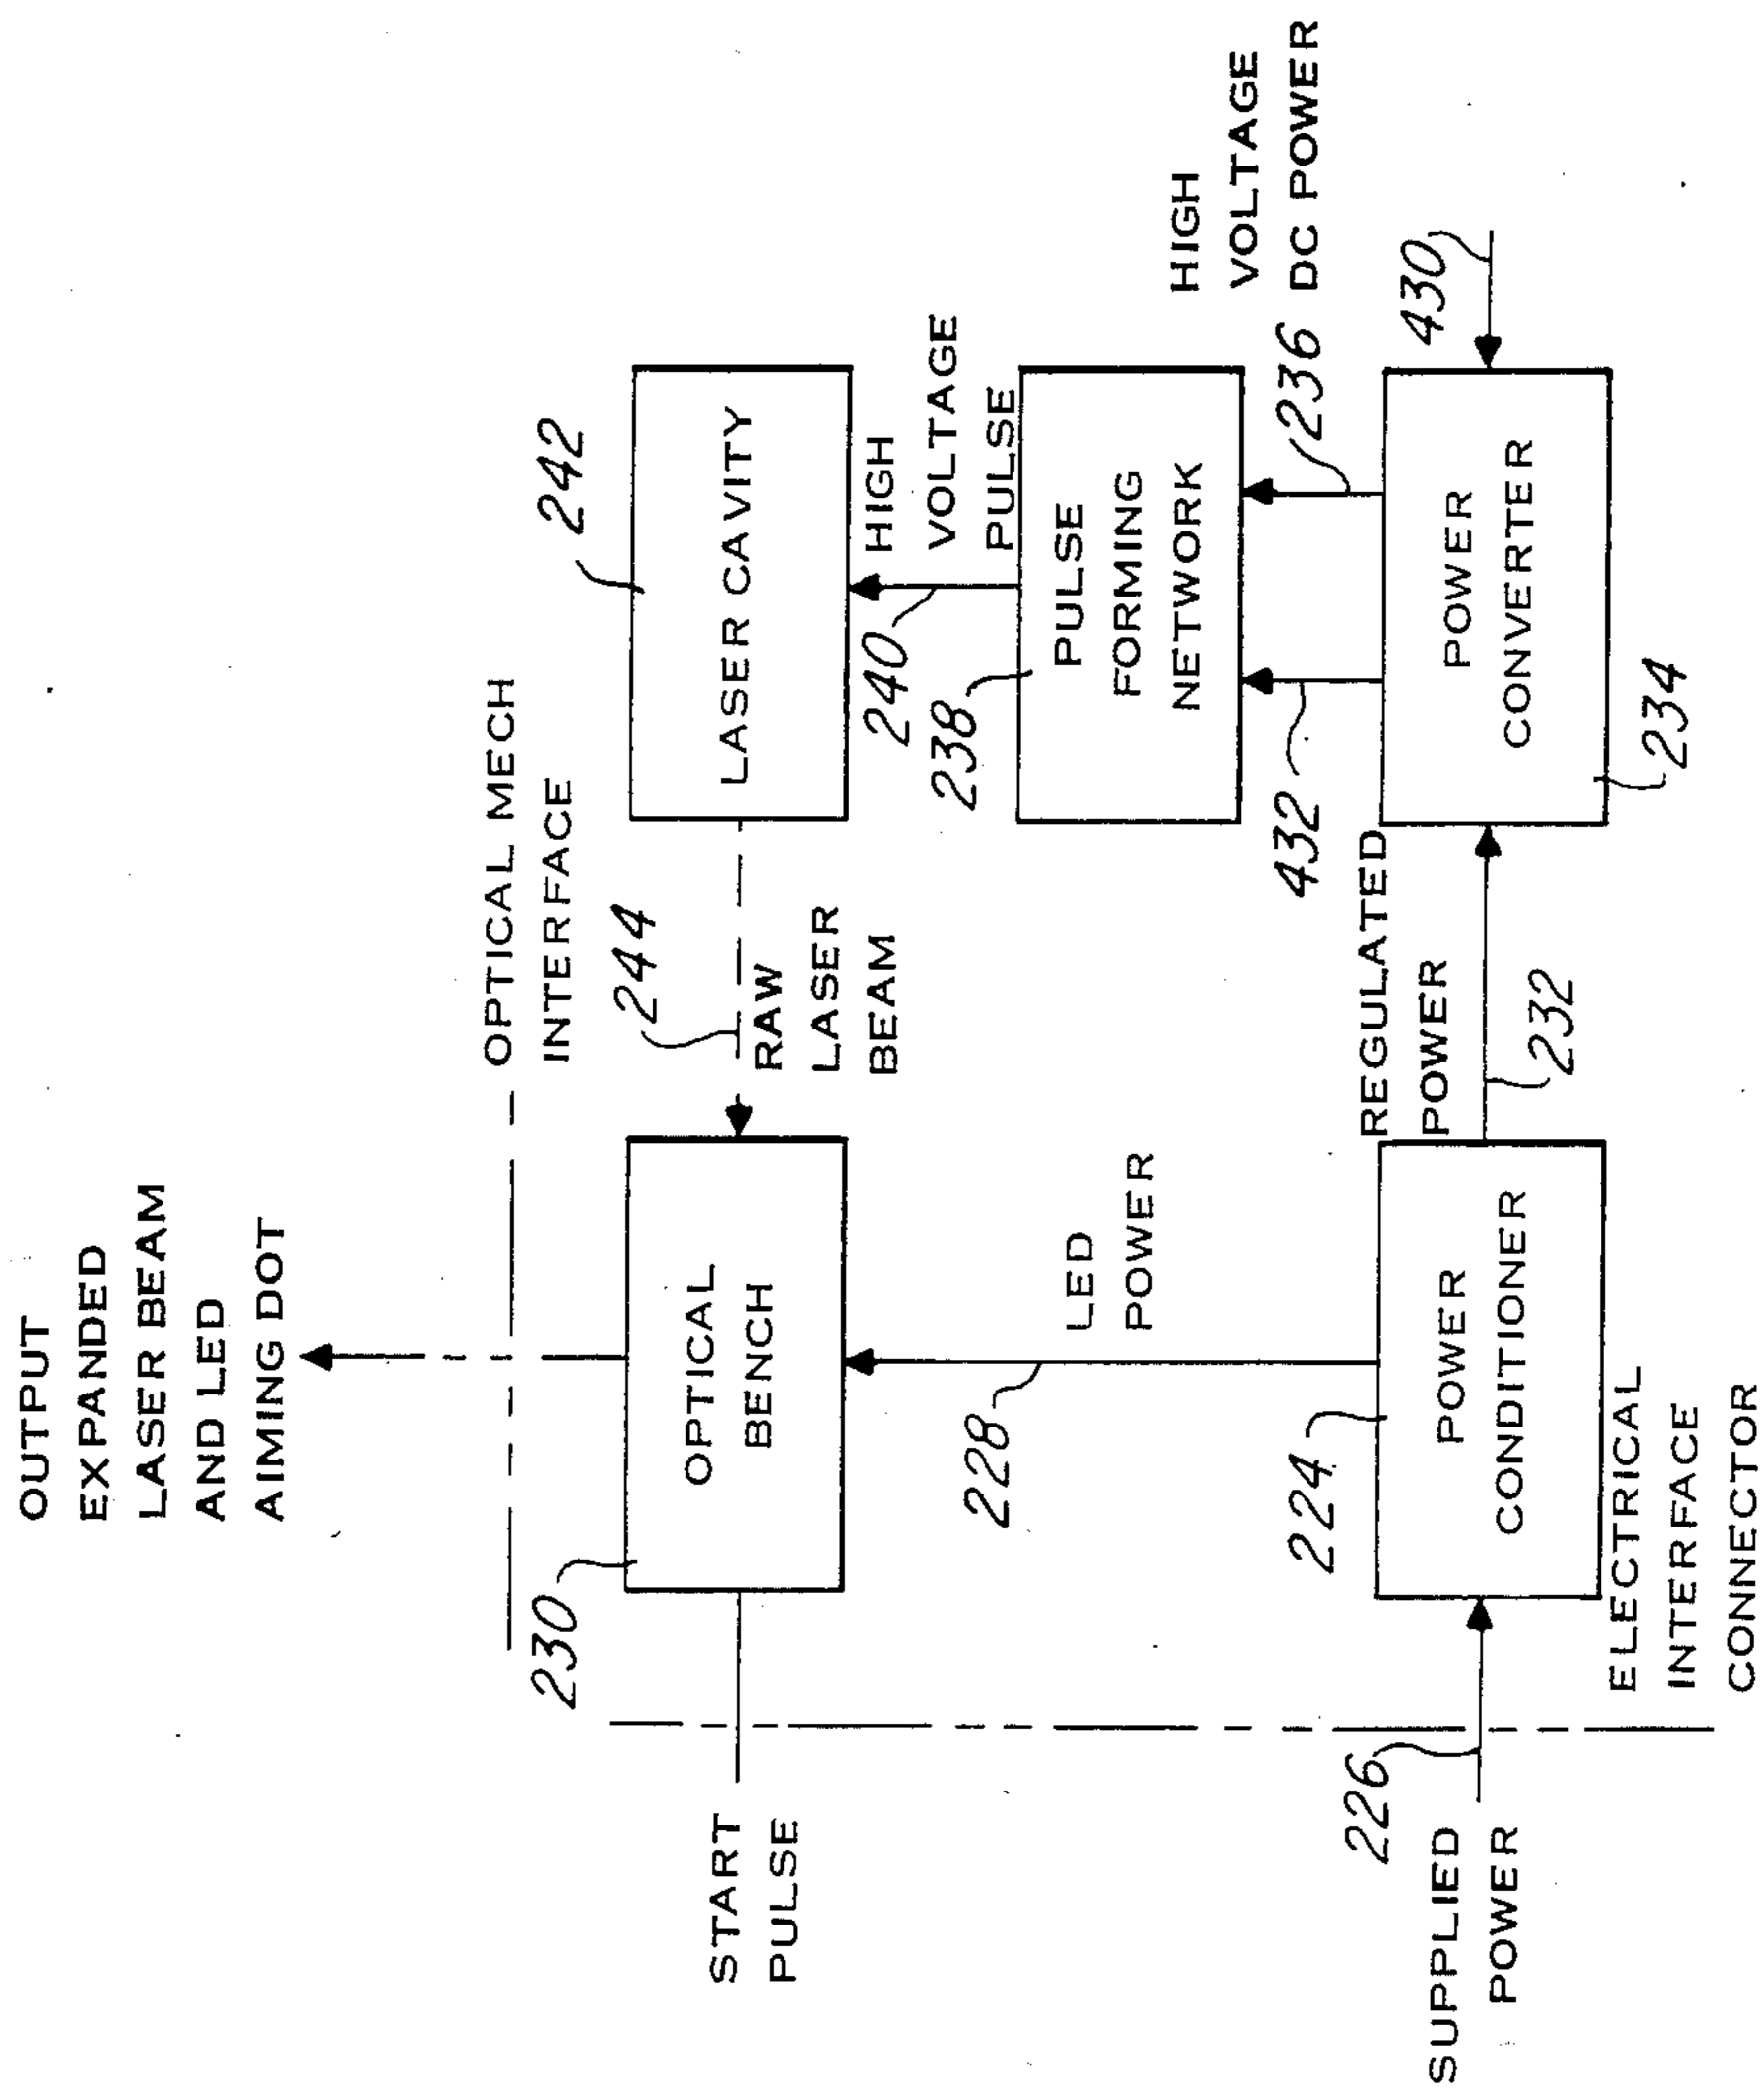 OUTPUT
EXPANDED
LASER BEAM
AND LED
AIMING DOT
OPTICAL MECH
INTERFACE
START
PULSE
230
OPTICAL
BENCH
244
RAW
LASER
BEAM
242
LASER CAVITY
240
HIGH
VOLTAGE
PULSE
238
PULSE
FORMING
NETWORK
228
LED
POWER
432
236
HIGH
VOLTAGE
DC POWER
SUPPLIED
POWER
226
224
POWER
CONDITIONER
REGULATED
POWER
232
POWER
CONVERTER
234
430
ELECTRICAL
INTERFACE
CONNECTOR